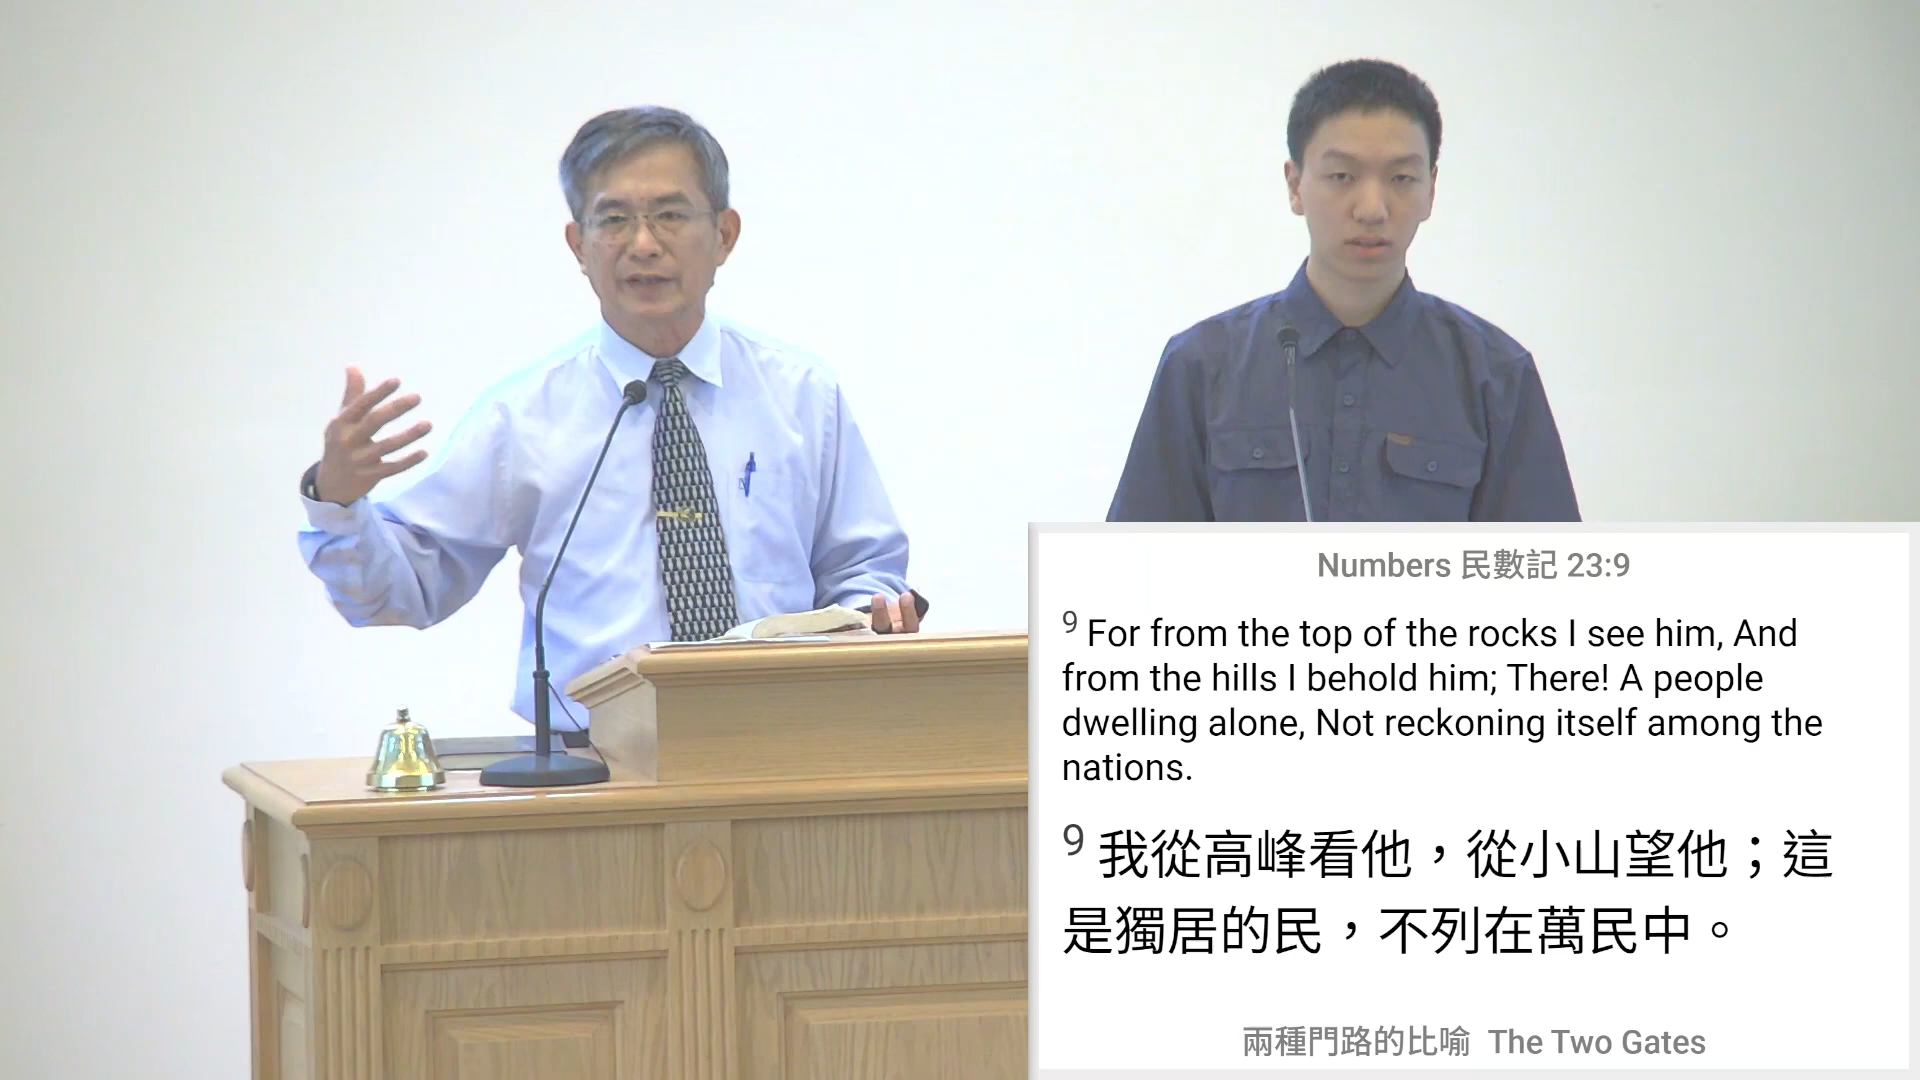 Numbers 民數記 23:9
9 For from the top of the rocks I see him, And
from the hills I behold him; There! A people
dwelling alone, Not reckoning itself among the
nations.
9 我從高峰看他，從小山望他；這
是獨居的民，不列在萬民中。
兩種門路的比喻 The Two Gates